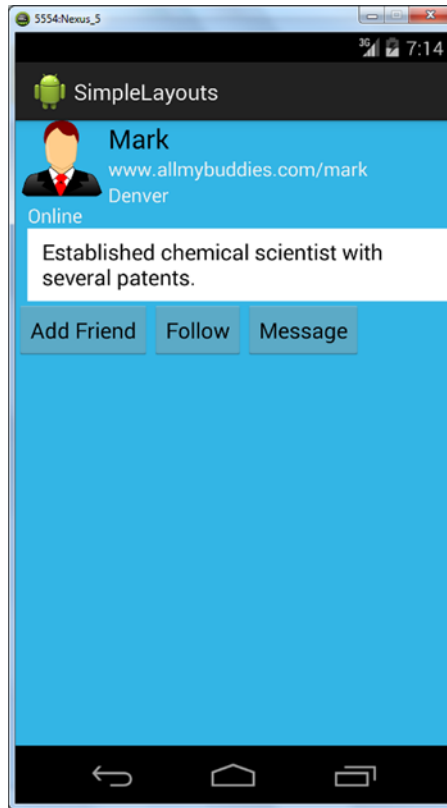 5554:Nexus_5
3G 7:14
SimpleLayouts
Mark
www.allmybuddies.com/mark
Denver
Online
Established chemical scientist with
several patents.
Add Friend Follow Message